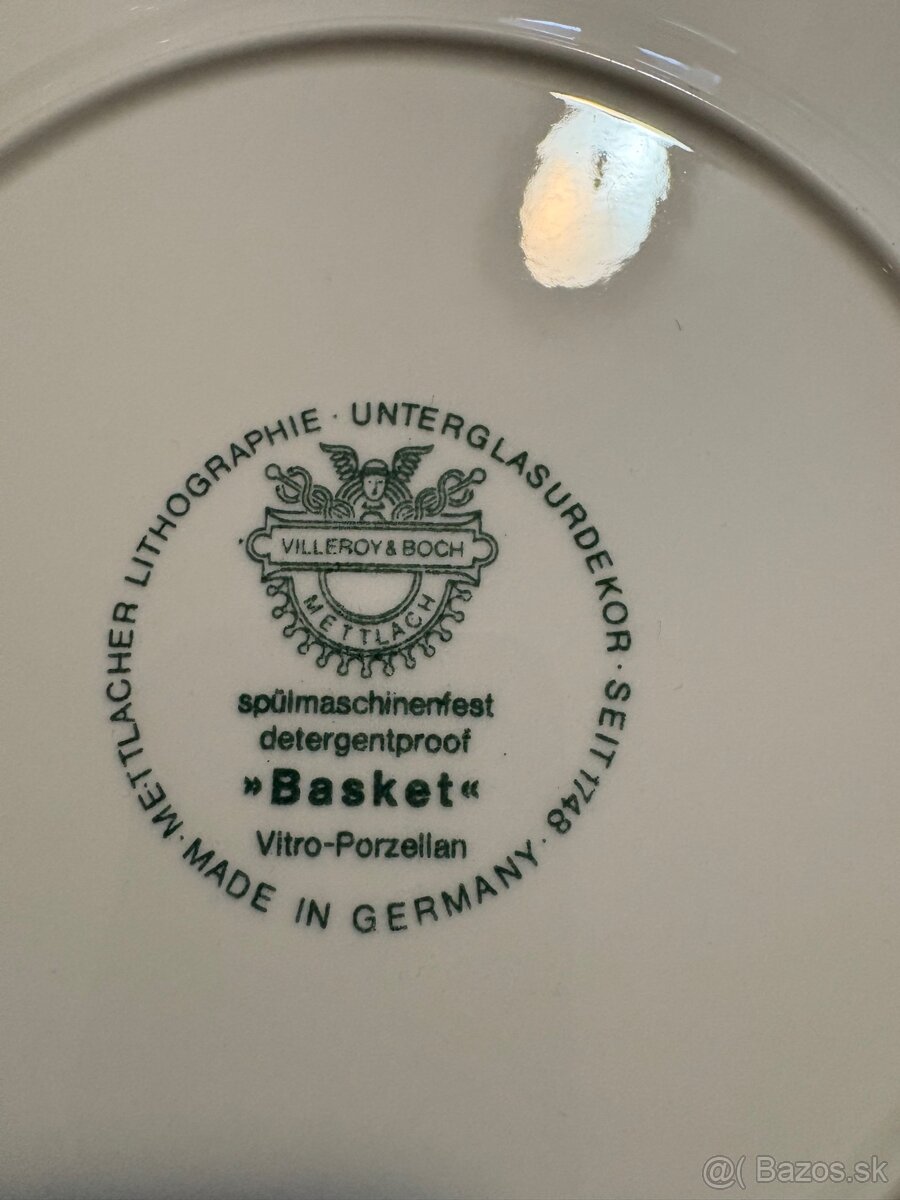 METTLACHER LITHOGRAPHIE · UNTERGLASURDEKOR · SEIT 1748 · MADE IN GERMANY ·
VILLEROY & BOCH
METTLACH
spülmaschinenfest
detergentproof
»Basket«
Vitro-Porzellan
@( Bazos.sk